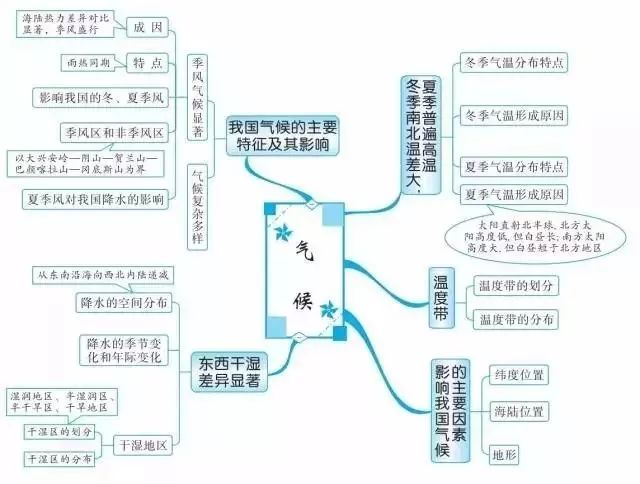 气
候
我国气候的主要
特征及其影响
季风气候显著
成因
海陆热力差异对比
显著，季风盛行
特点
雨热同期
影响我国的冬、夏季风
季风区和非季风区
以大兴安岭—阴山—贺兰山—
巴颜喀拉山—冈底斯山为界
夏季风对我国降水的影响
气候复杂多样
东西干湿
差异显著
降水的空间分布
从东南沿海向西北内陆递减
降水的季节变
化和年际变化
干湿地区
湿润地区、半湿润区、
半干旱区、干旱地区
干湿区的划分
干湿区的分布
冬季南北温差大，
夏季普遍高温
冬季气温分布特点
冬季气温形成原因
夏季气温分布特点
夏季气温形成原因
太阳直射北半球，北方太
阳高度低，但白昼长；南方太阳
高度大，但白昼短于北方地区
温度带
温度带的划分
温度带的分布
影响我国气候
的主要因素
纬度位置
海陆位置
地形